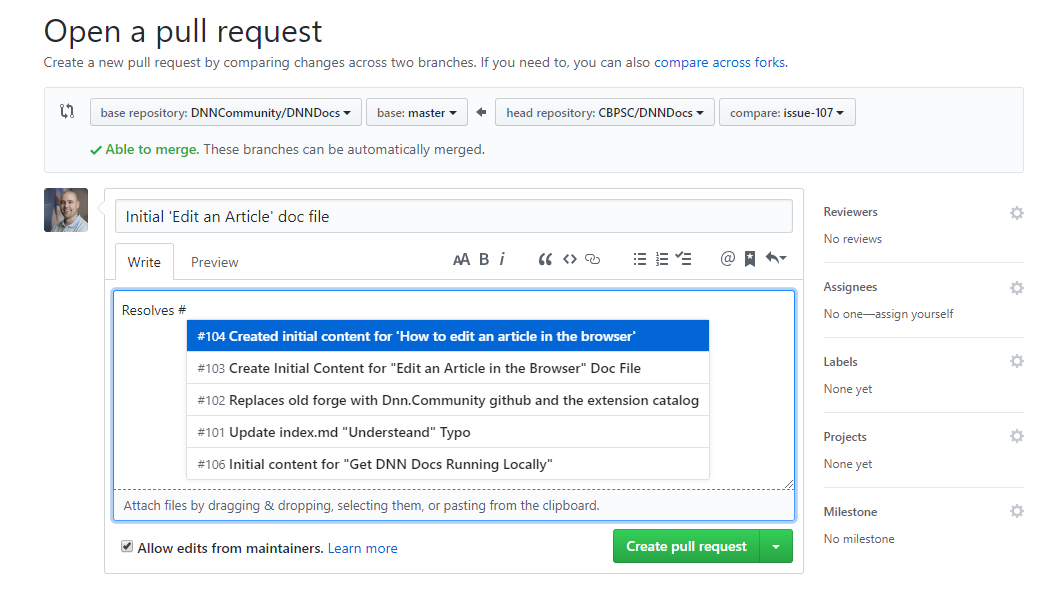 Open a pull request
Create a new pull request by comparing changes across two branches. If you need to, you can also compare across forks.
base repository: DNNCommunity/DNNDocs base: master head repository: CBPSC/DNNDocs compare: issue-107
Able to merge. These branches can be automatically merged.
Initial 'Edit an Article' doc file
Write Preview AA B i @
Resolves #
#104 Created initial content for 'How to edit an article in the browser'
#103 Create Initial Content for "Edit an Article in the Browser" Doc File
#102 Replaces old forge with Dnn.Community github and the extension catalog
#101 Update index.md "Understeand" Typo
#106 Initial content for "Get DNN Docs Running Locally"
Attach files by dragging & dropping, selecting them, or pasting from the clipboard.
Allow edits from maintainers. Learn more
Create pull request
Reviewers
No reviews
Assignees
No one—assign yourself
Labels
None yet
Projects
None yet
Milestone
No milestone